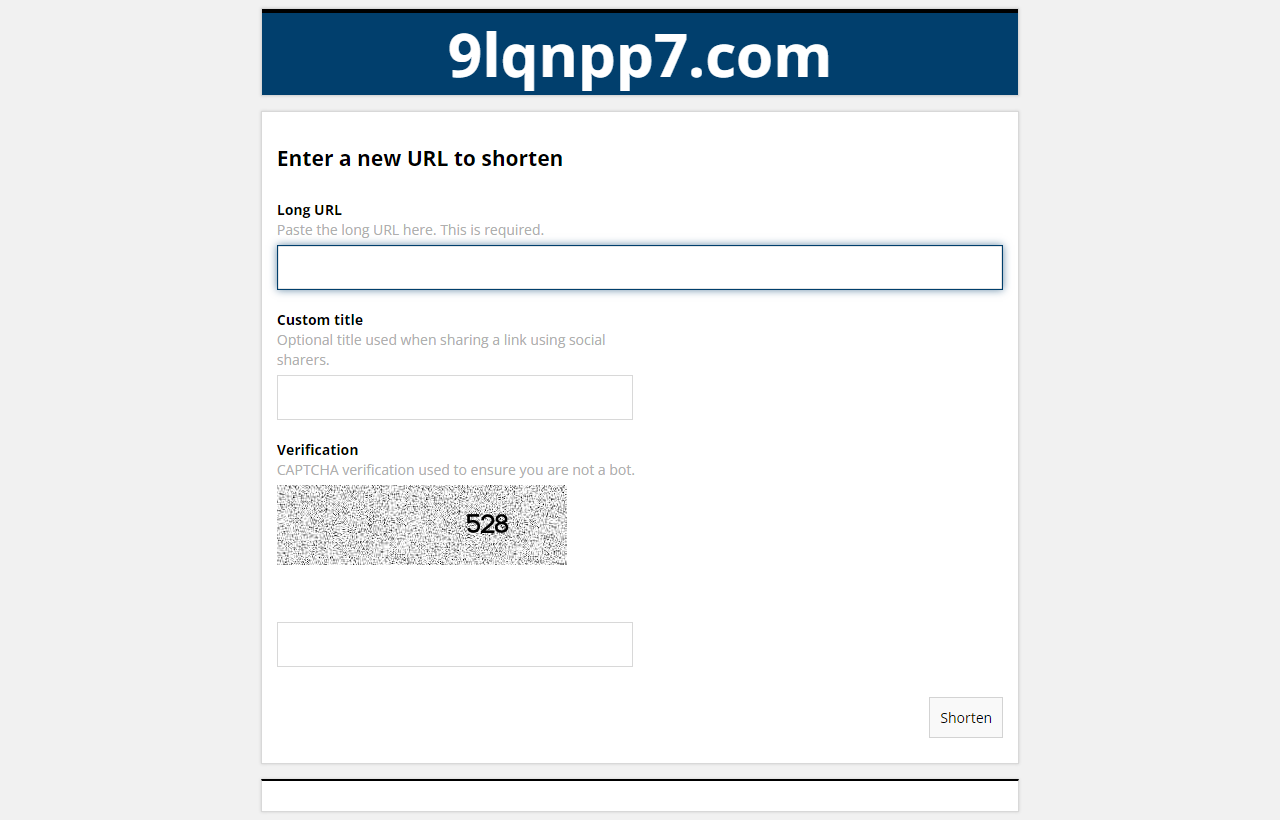 9lqnpp7.com
Enter a new URL to shorten
Long URL
Paste the long URL here. This is required.
Custom title
Optional title used when sharing a link using social
sharers.
Verification
CAPTCHA verification used to ensure you are not a bot.
528
Shorten